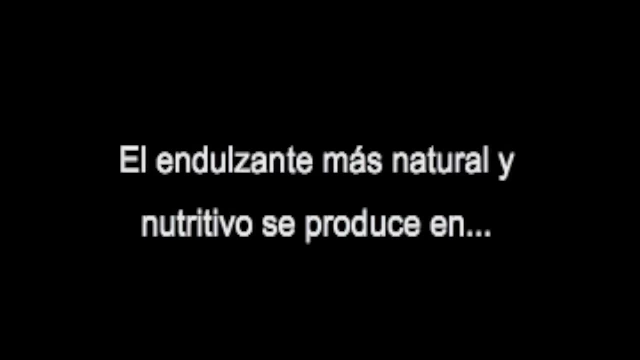 El endulzante más natural y
nutritivo se produce en...